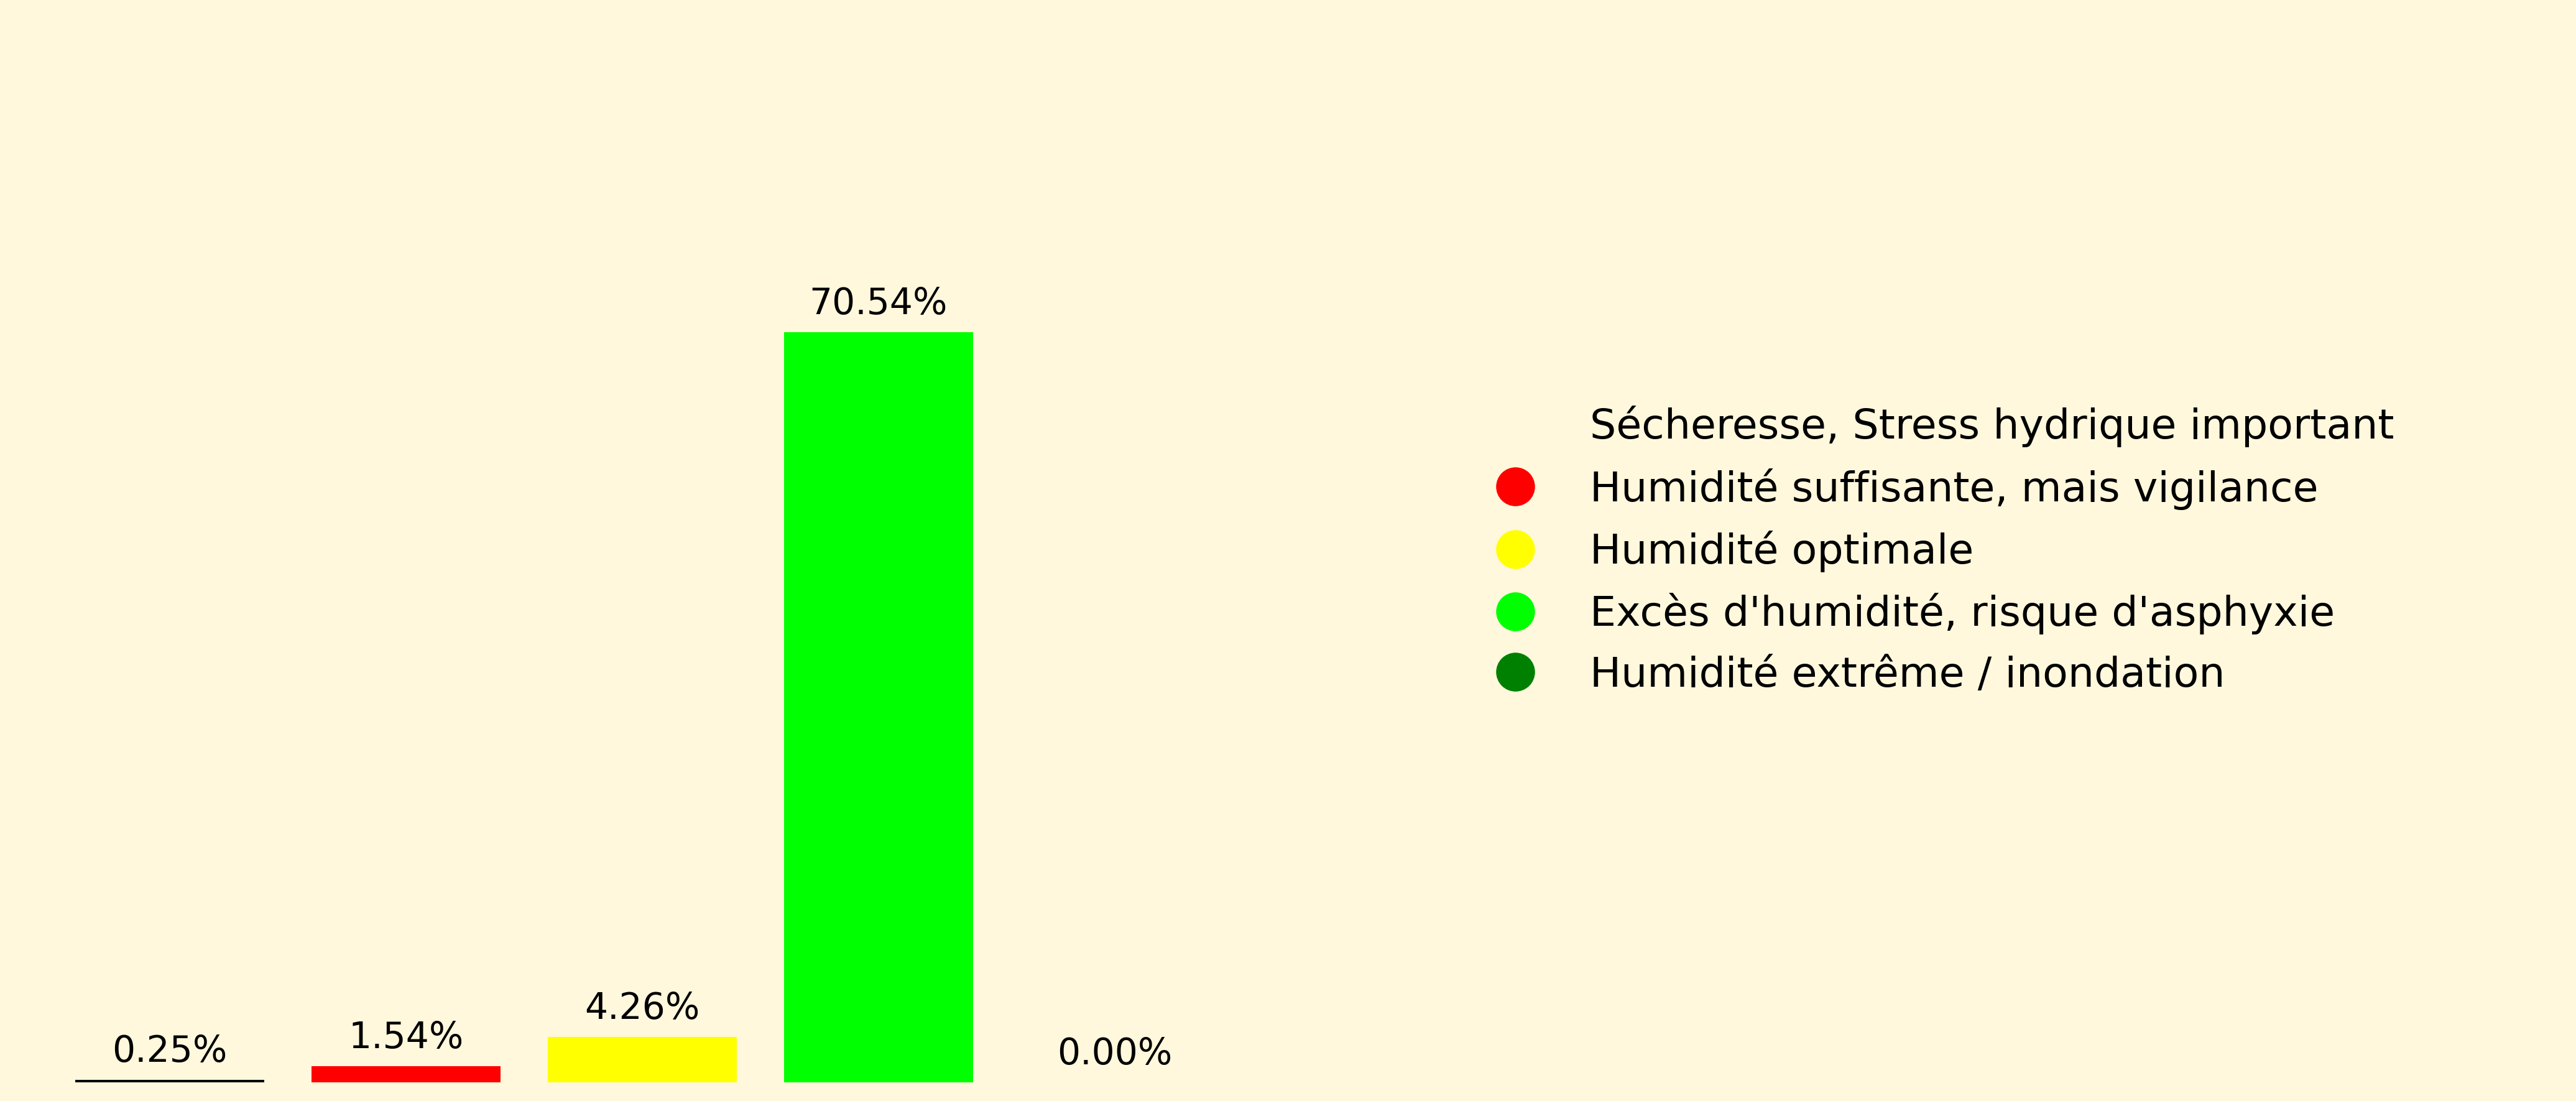 70.54%
4.26%
1.54%
0.25%
0.00%
Sécheresse, Stress hydrique important
Humidité suffisante, mais vigilance
Humidité optimale
Excès d'humidité, risque d'asphyxie
Humidité extrême / inondation